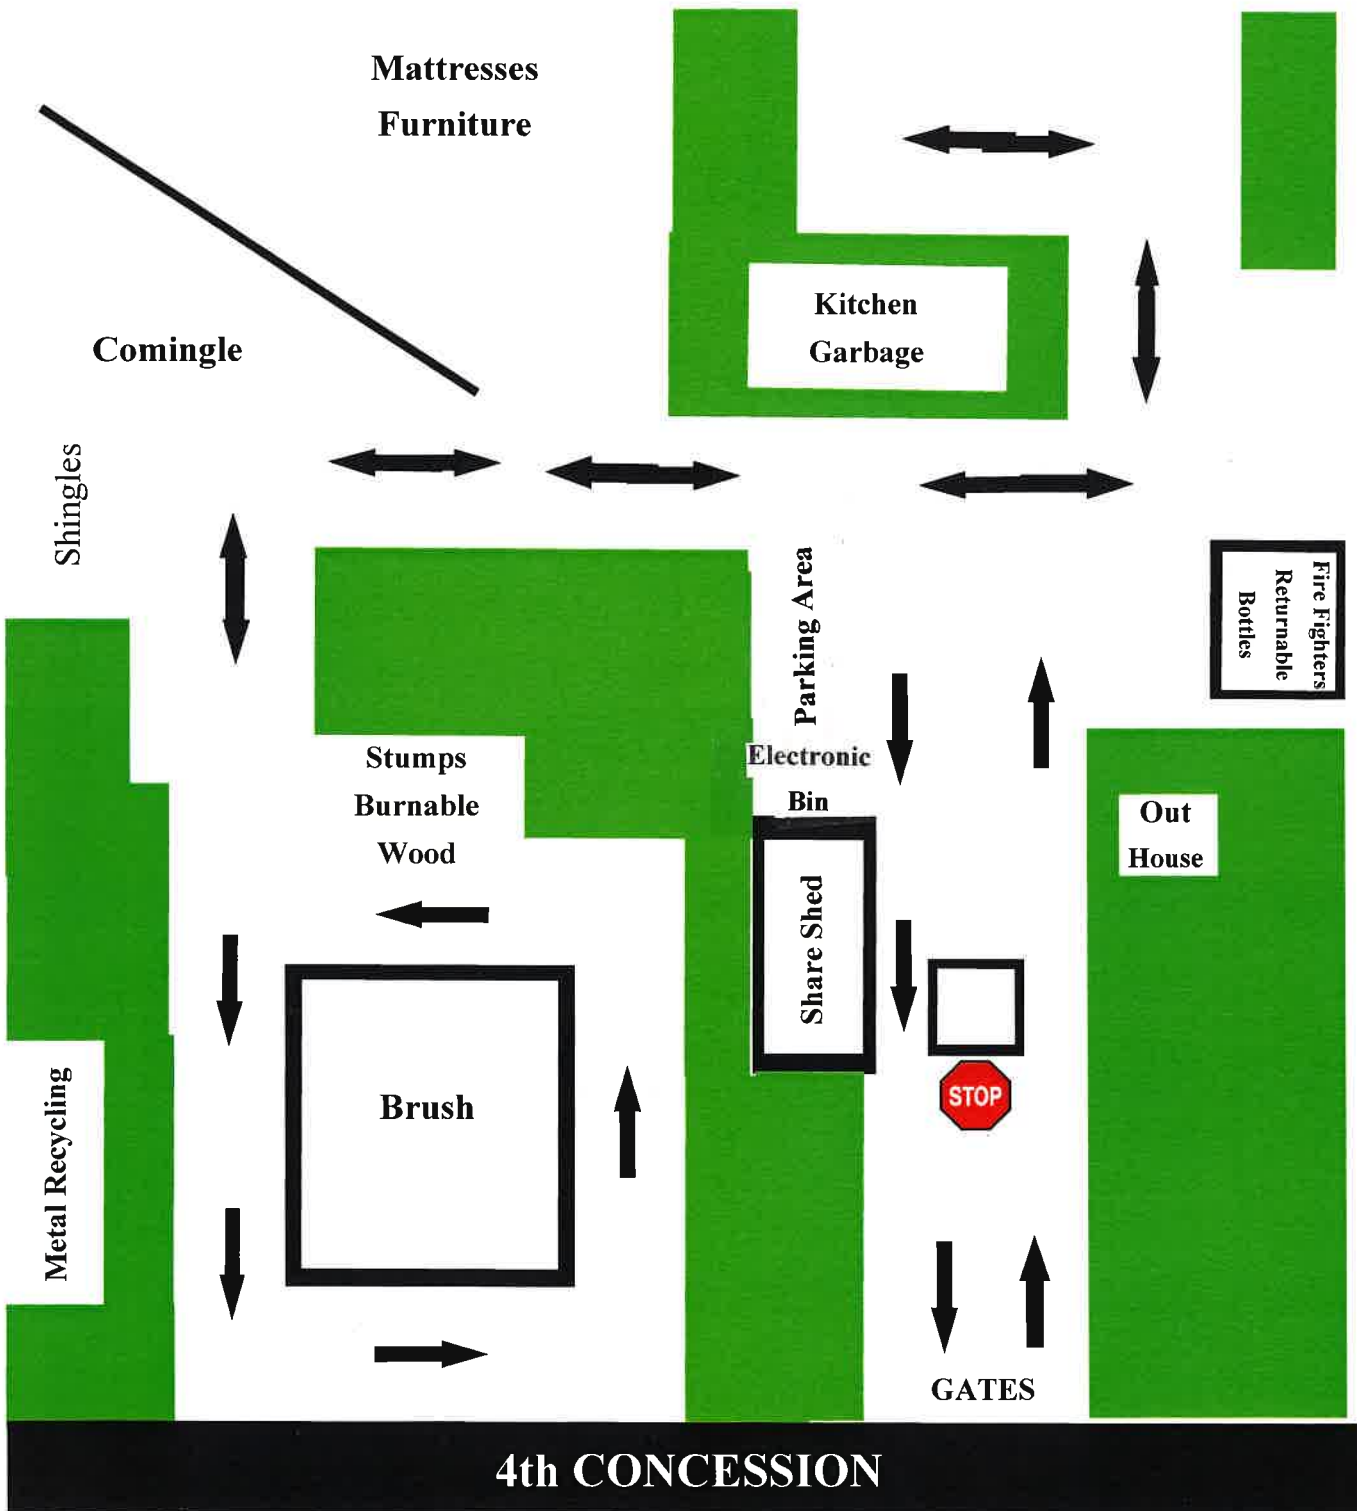 Mattresses
Furniture
Kitchen
Garbage
Comingle
Shingles
Parking Area
Fire Fighters
Returnable
Bottles
Stumps
Burnable
Wood
Electronic
Bin
Out
House
Share Shed
STOP
Brush
Metal Recycling
GATES
4th CONCESSION